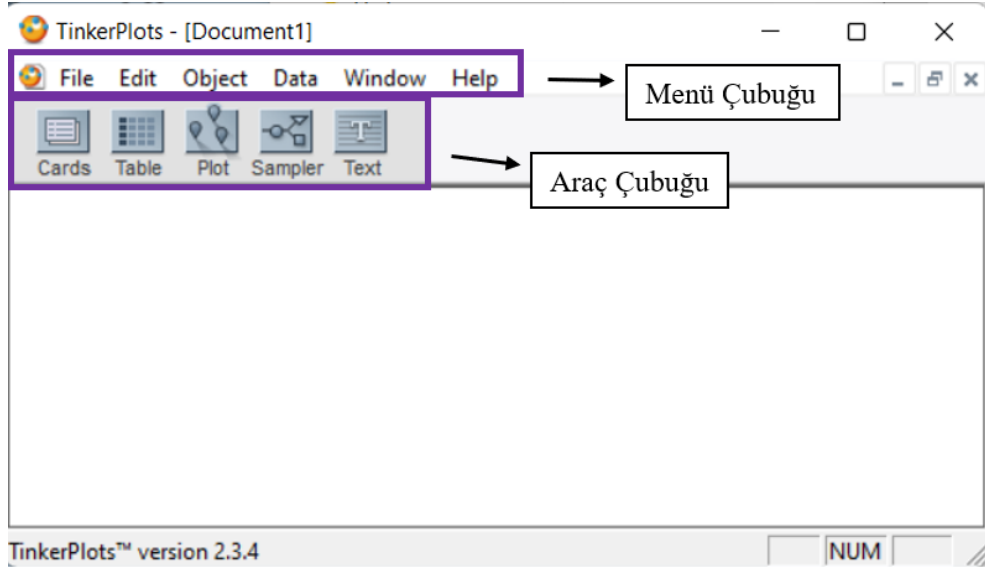 TinkerPlots - [Document1]
File Edit Object Data Window Help
Menü Çubuğu
Cards Table Plot Sampler Text
Araç Çubuğu
TinkerPlots™ version 2.3.4
NUM